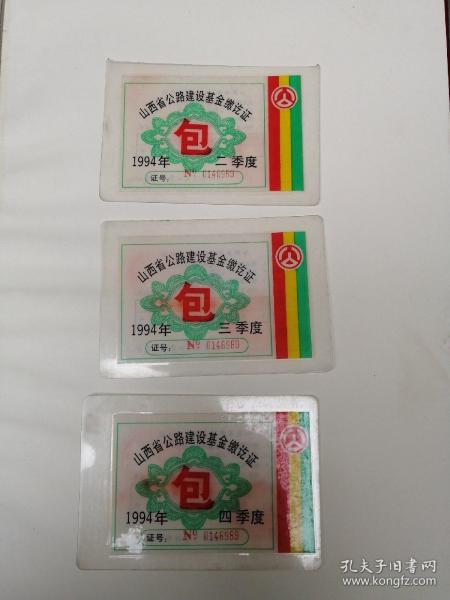 山西省公路建设基金缴讫证
包
1994年 二季度
证号: Nº 0146989
山西省公路建设基金缴讫证
包
1994年 三季度
证号: Nº 0146989
山西省公路建设基金缴讫证
包
1994年 四季度
证号: Nº 0146989
孔夫子旧书网
www.kongfz.com